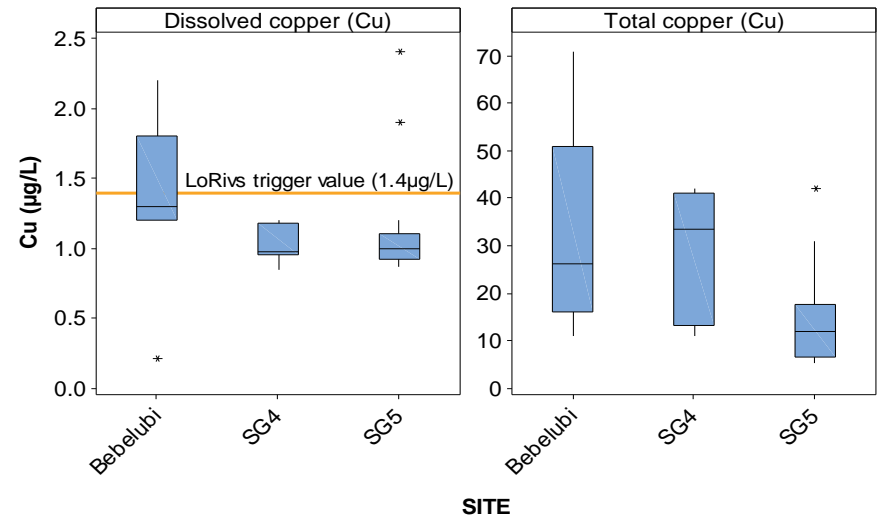 Dissolved copper (Cu)
Total copper (Cu)
Cu (µg/L)
2.5
2.0
1.5
1.0
0.5
0.0
LoRivs trigger value (1.4µg/L)
70
60
50
40
30
20
10
0
Bebelubi
SG4
SG5
Bebelubi
SG4
SG5
SITE